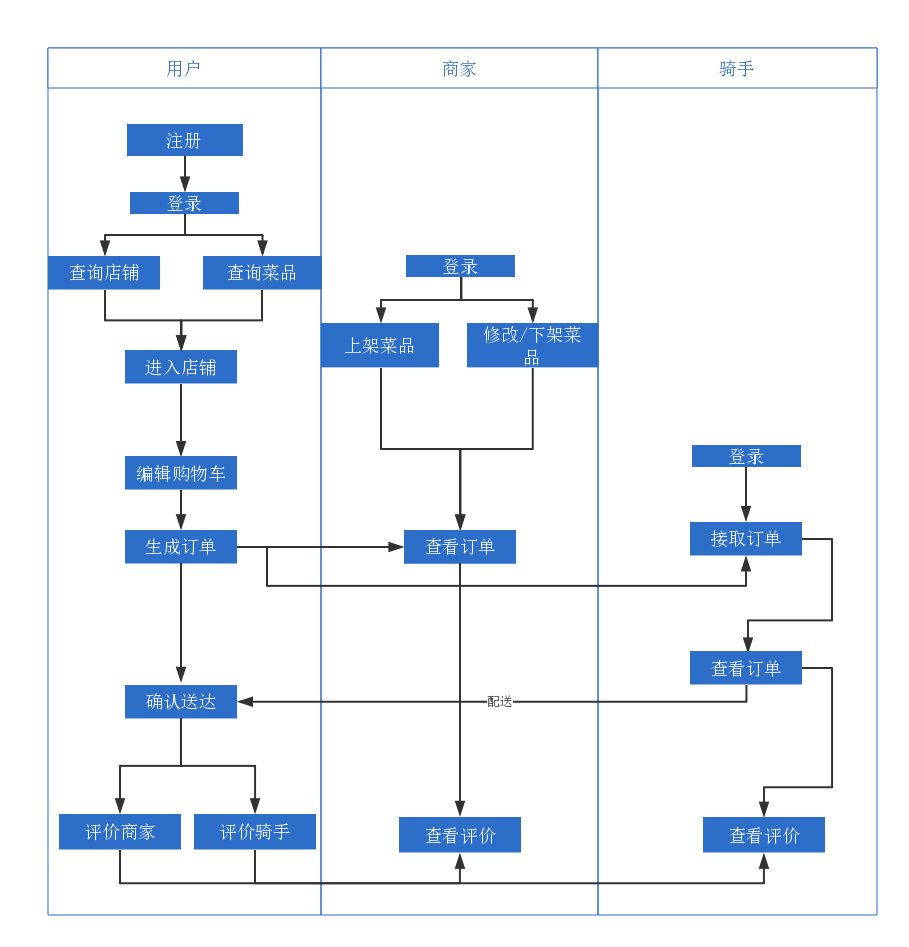 用户
商家
骑手
注册
登录
查询店铺
查询菜品
登录
进入店铺
上架菜品
修改/下架菜
品
编辑购物车
登录
生成订单
查看订单
接取订单
查看订单
确认送达
配送
评价商家
评价骑手
查看评价
查看评价